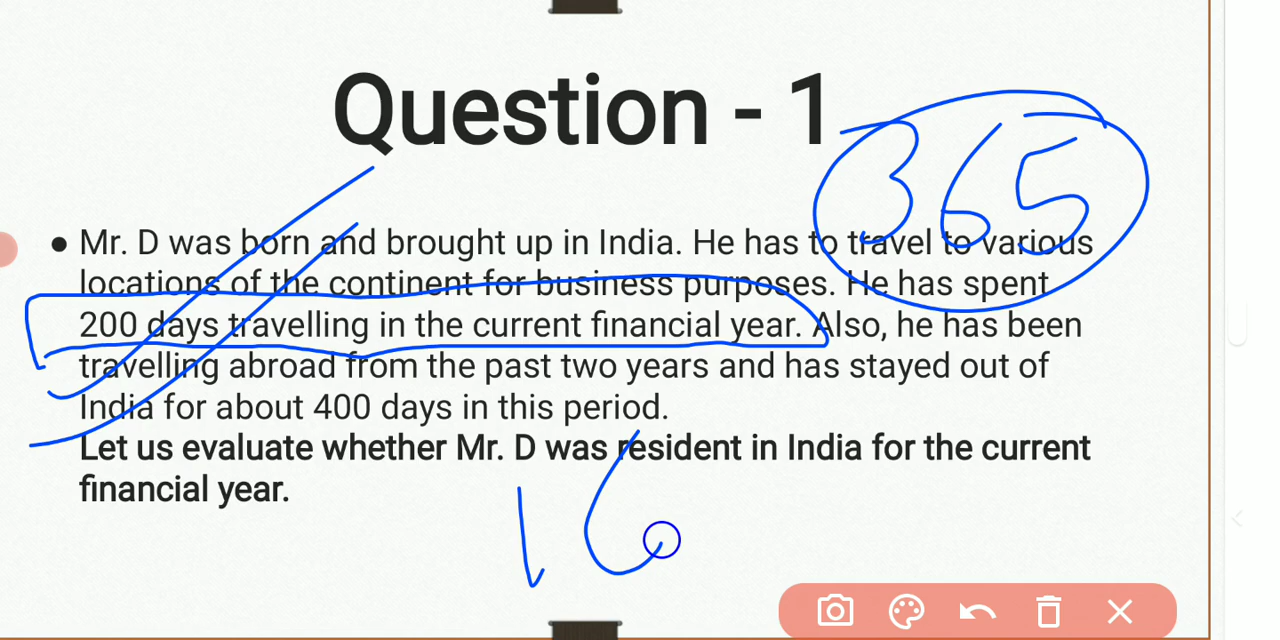 Question - 1
365
Mr. D was born and brought up in India. He has to travel to various
locations of the continent for business purposes. He has spent
200 days travelling in the current financial year. Also, he has been
travelling abroad from the past two years and has stayed out of
India for about 400 days in this period.
Let us evaluate whether Mr. D was resident in India for the current
financial year.
16